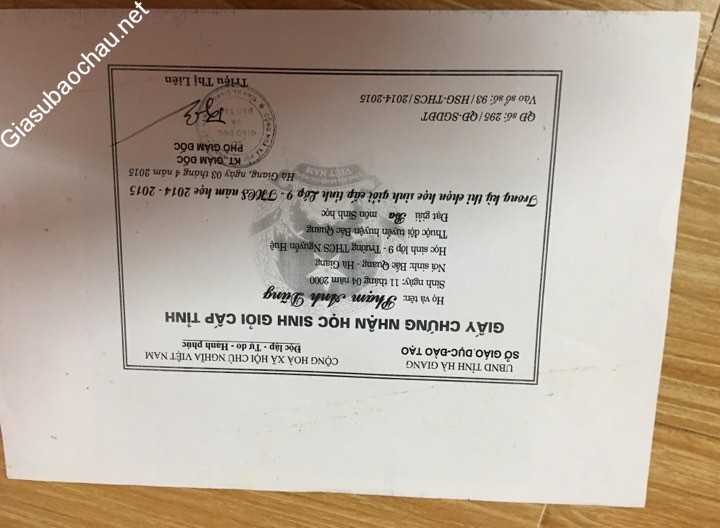 Giasubaochau.net
UBND TỈNH HÀ GIANG
SỞ GIÁO DỤC-ĐÀO TẠO
CỘNG HOÀ XÃ HỘI CHỦ NGHĨA VIỆT NAM
Độc lập - Tự do - Hạnh phúc
GIẤY CHỨNG NHẬN HỌC SINH GIỎI CẤP TỈNH
Họ và tên: Phạm Anh Dũng
Sinh ngày: 11 tháng 04 năm 2000
Nơi sinh: Bắc Quang - Hà Giang
Học sinh lớp 9 - Trường THCS Nguyễn Huệ
Thuộc đội tuyển huyện Bắc Quang
Đạt giải Ba môn Sinh học
Trong kỳ thi chọn học sinh giỏi cấp tỉnh Lớp 9 - THCS năm học 2014 - 2015
QĐ số: 295/QĐ-SGDĐT
Vào sổ số: 93/HSG-THCS/2014-2015
Hà Giang, ngày 03 tháng 4 năm 2015
KT. GIÁM ĐỐC
PHÓ GIÁM ĐỐC
VIỆT NAM
Triệu Thị Liên